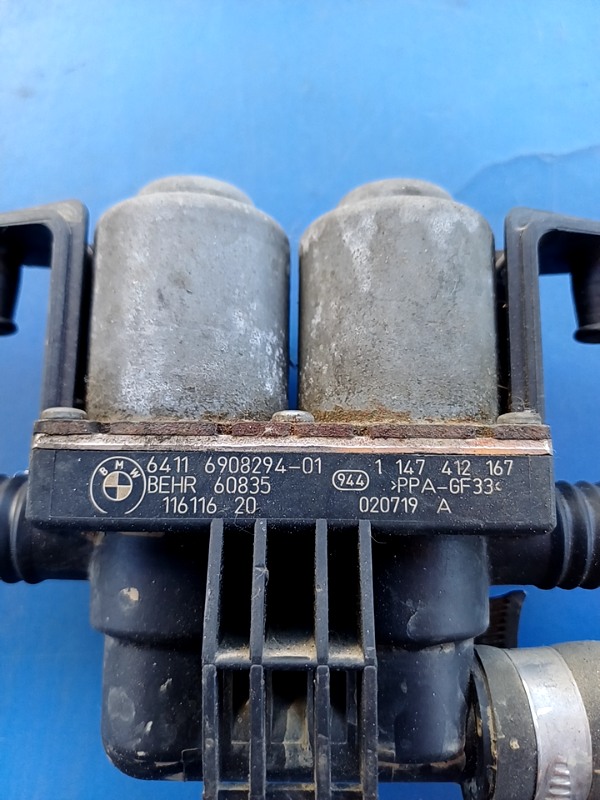 BMW
6411 6908294-01
BEHR 60835
116116 20
944
1 147 412 167
>PPA-GF33<
020719 A